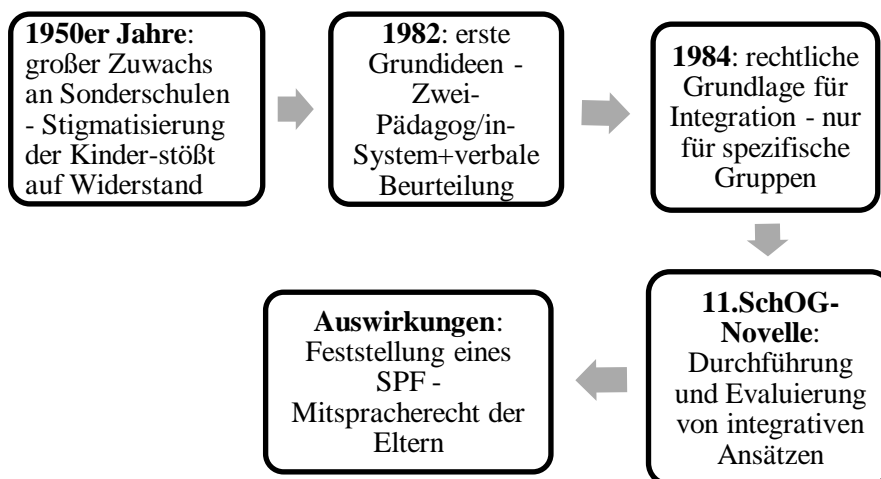 1950er Jahre:
großer Zuwachs
an Sonderschulen
- Stigmatisierung
der Kinder-stößt
auf Widerstand
1982: erste
Grundideen -
Zwei-
Pädagog/in-
System+verbale
Beurteilung
1984: rechtliche
Grundlage für
Integration - nur
für spezifische
Gruppen
11.SchOG-
Novelle:
Durchführung
und Evaluierung
von integrativen
Ansätzen
Auswirkungen:
Feststellung eines
SPF -
Mitspracherecht der
Eltern